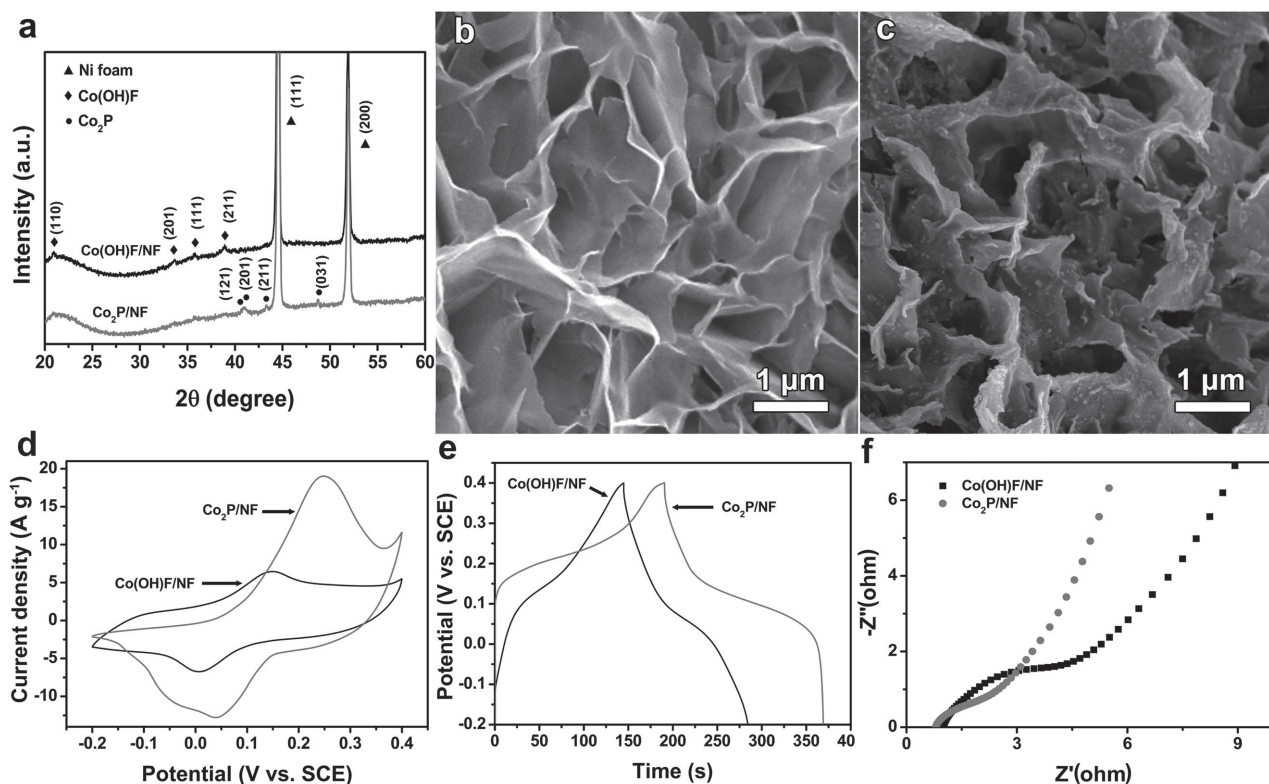 a
▲ Ni foam
◆ Co(OH)F
● Co₂P
(111)
(200)
(110)
(201)
(111)
(211)
Co(OH)F/NF
(121)
(201)
(211)
(031)
Co₂P/NF
Intensity (a.u.)
20 25 30 35 40 45 50 55 60
2θ (degree)
b
1 μm
c
1 μm
d
Current density (A g⁻¹)
20
15
10
5
0
-5
-10
Co₂P/NF
Co(OH)F/NF
-0.2 -0.1 0.0 0.1 0.2 0.3 0.4
Potential (V vs. SCE)
e
Potential (V vs. SCE)
0.4
0.3
0.2
0.1
0.0
-0.1
-0.2
Co(OH)F/NF
Co₂P/NF
0 50 100 150 200 250 300 350 40
Time (s)
f
-Z''(ohm)
6
4
2
0
Co(OH)F/NF
Co₂P/NF
0 3 6 9
Z'(ohm)